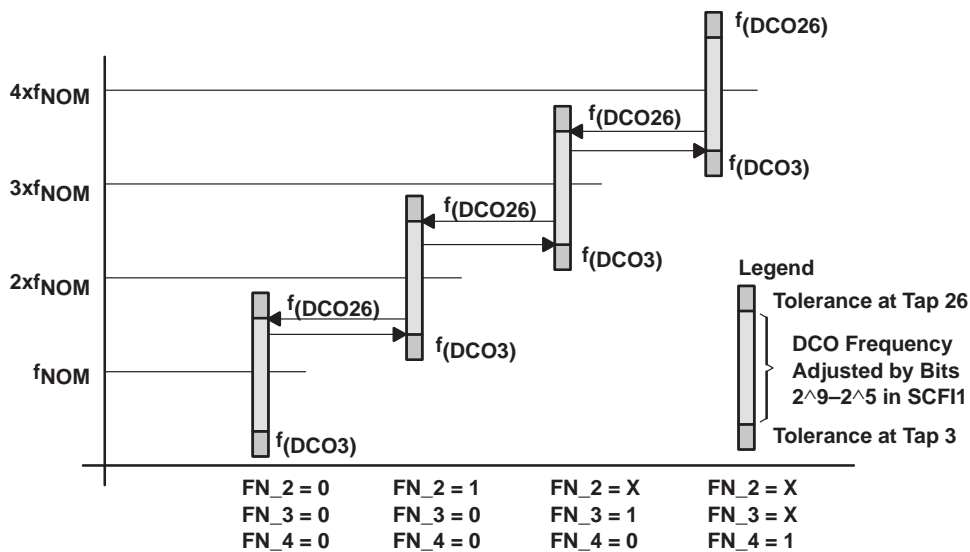 f(DCO26)
4xfNOM
f(DCO26)
f(DCO3)
3xfNOM
f(DCO26)
f(DCO3)
2xfNOM
Legend
f(DCO26)
Tolerance at Tap 26
f(DCO3)
DCO Frequency
Adjusted by Bits
2^9–2^5 in SCFI1
fNOM
Tolerance at Tap 3
f(DCO3)
FN_2 = 0 FN_2 = 1 FN_2 = X FN_2 = X
FN_3 = 0 FN_3 = 0 FN_3 = 1 FN_3 = X
FN_4 = 0 FN_4 = 0 FN_4 = 0 FN_4 = 1